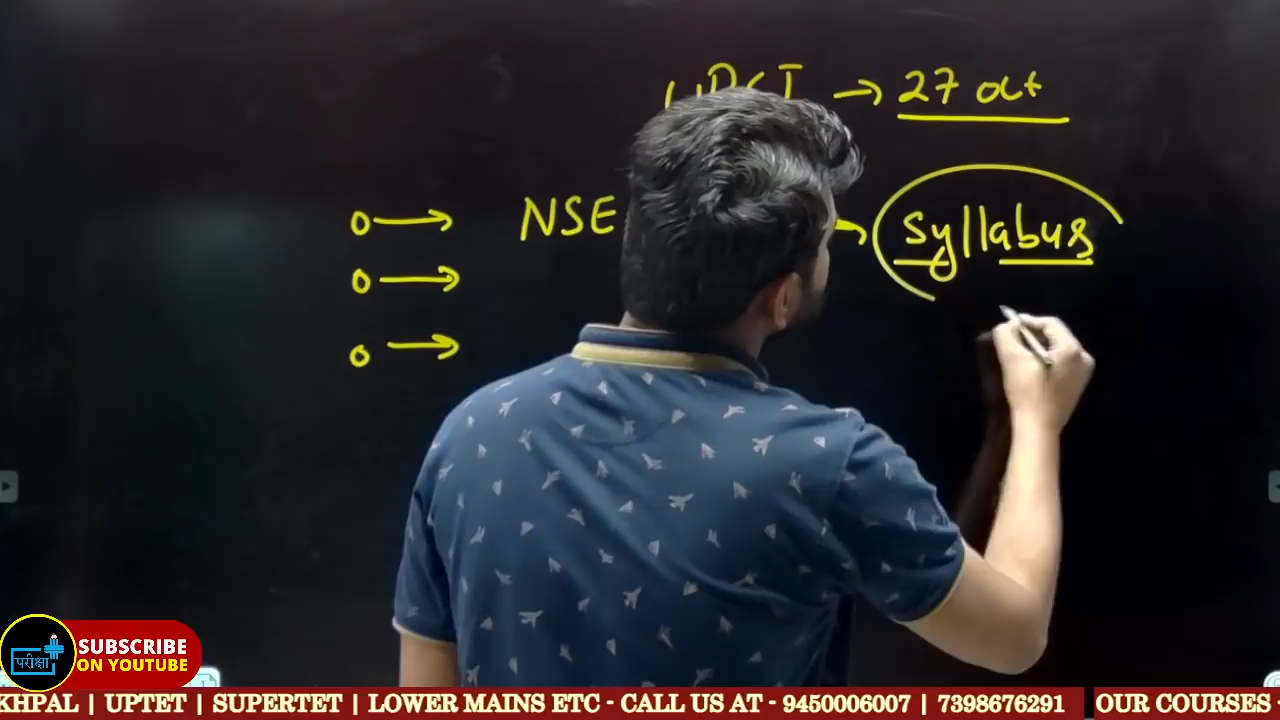 → 27 oct
o → NSE
Syllabus
o →
o →
परीक्षा
SUBSCRIBE
ON YOUTUBE
KHPAL | UPTET | SUPERTET | LOWER MAINS ETC - CALL US AT - 9450006007 | 7398676291 OUR COURSES